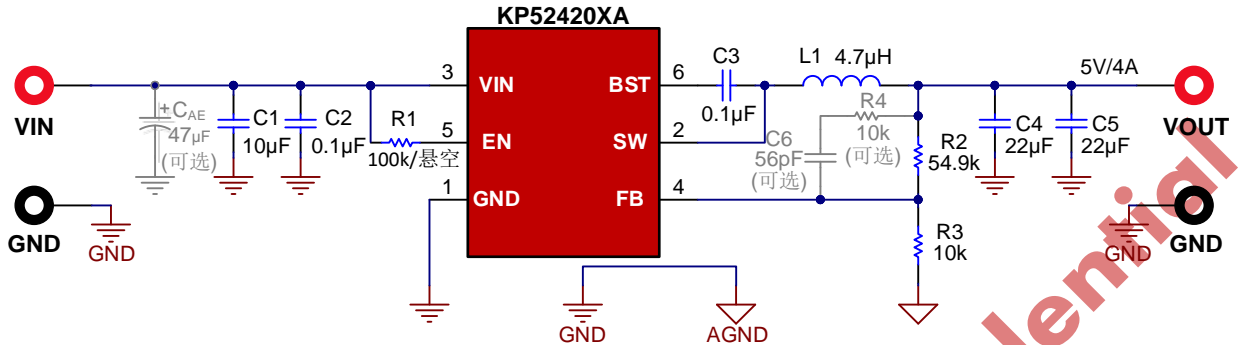 KP52420XA
VIN
GND
GND
+
CAE
47µF
(可选)
C1
10µF
C2
0.1µF
R1
100k/悬空
3
5
1
VIN
EN
GND
BST
SW
FB
6
2
4
C3
0.1µF
L1
4.7µH
C6
56pF
(可选)
R4
10k
(可选)
R2
54.9k
R3
10k
C4
22µF
C5
22µF
5V/4A
VOUT
GND
GND
GND
AGND